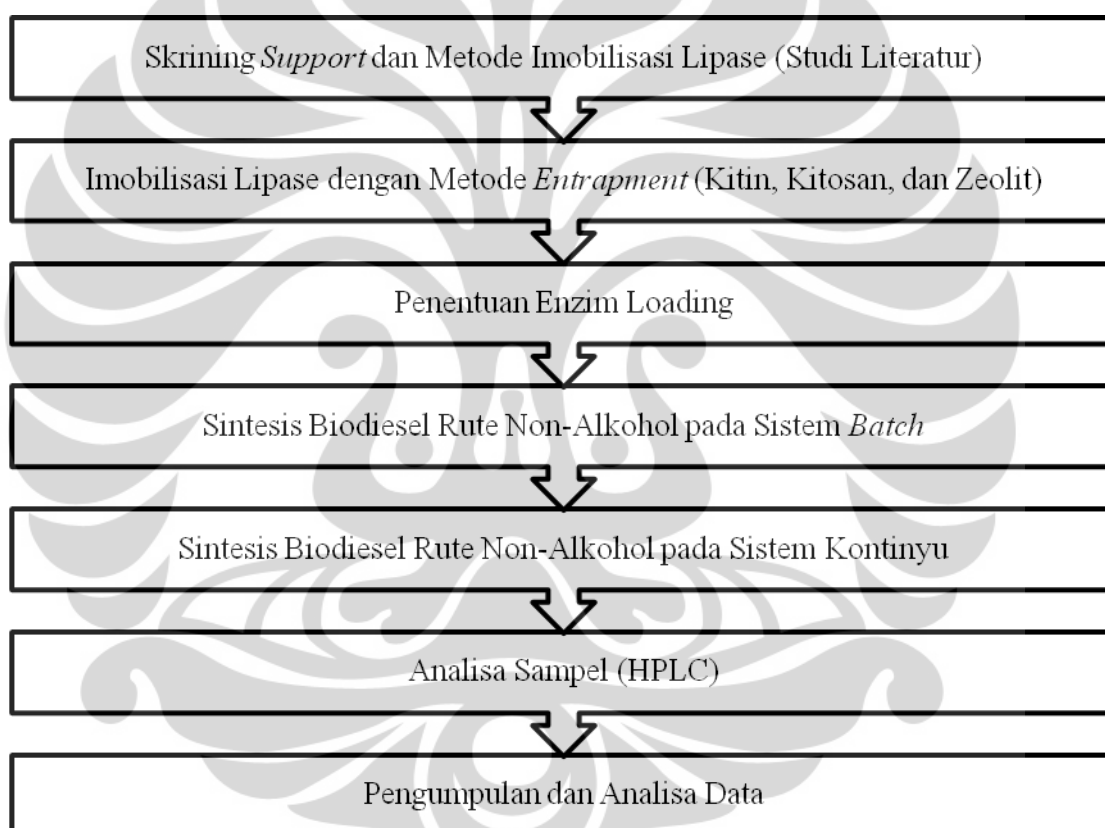 Skrining Support dan Metode Imobilisasi Lipase (Studi Literatur)
Imobilisasi Lipase dengan Metode Entrapment (Kitin, Kitosan, dan Zeolit)
Penentuan Enzim Loading
Sintesis Biodiesel Rute Non-Alkohol pada Sistem Batch
Sintesis Biodiesel Rute Non-Alkohol pada Sistem Kontinyu
Analisa Sampel (HPLC)
Pengumpulan dan Analisa Data